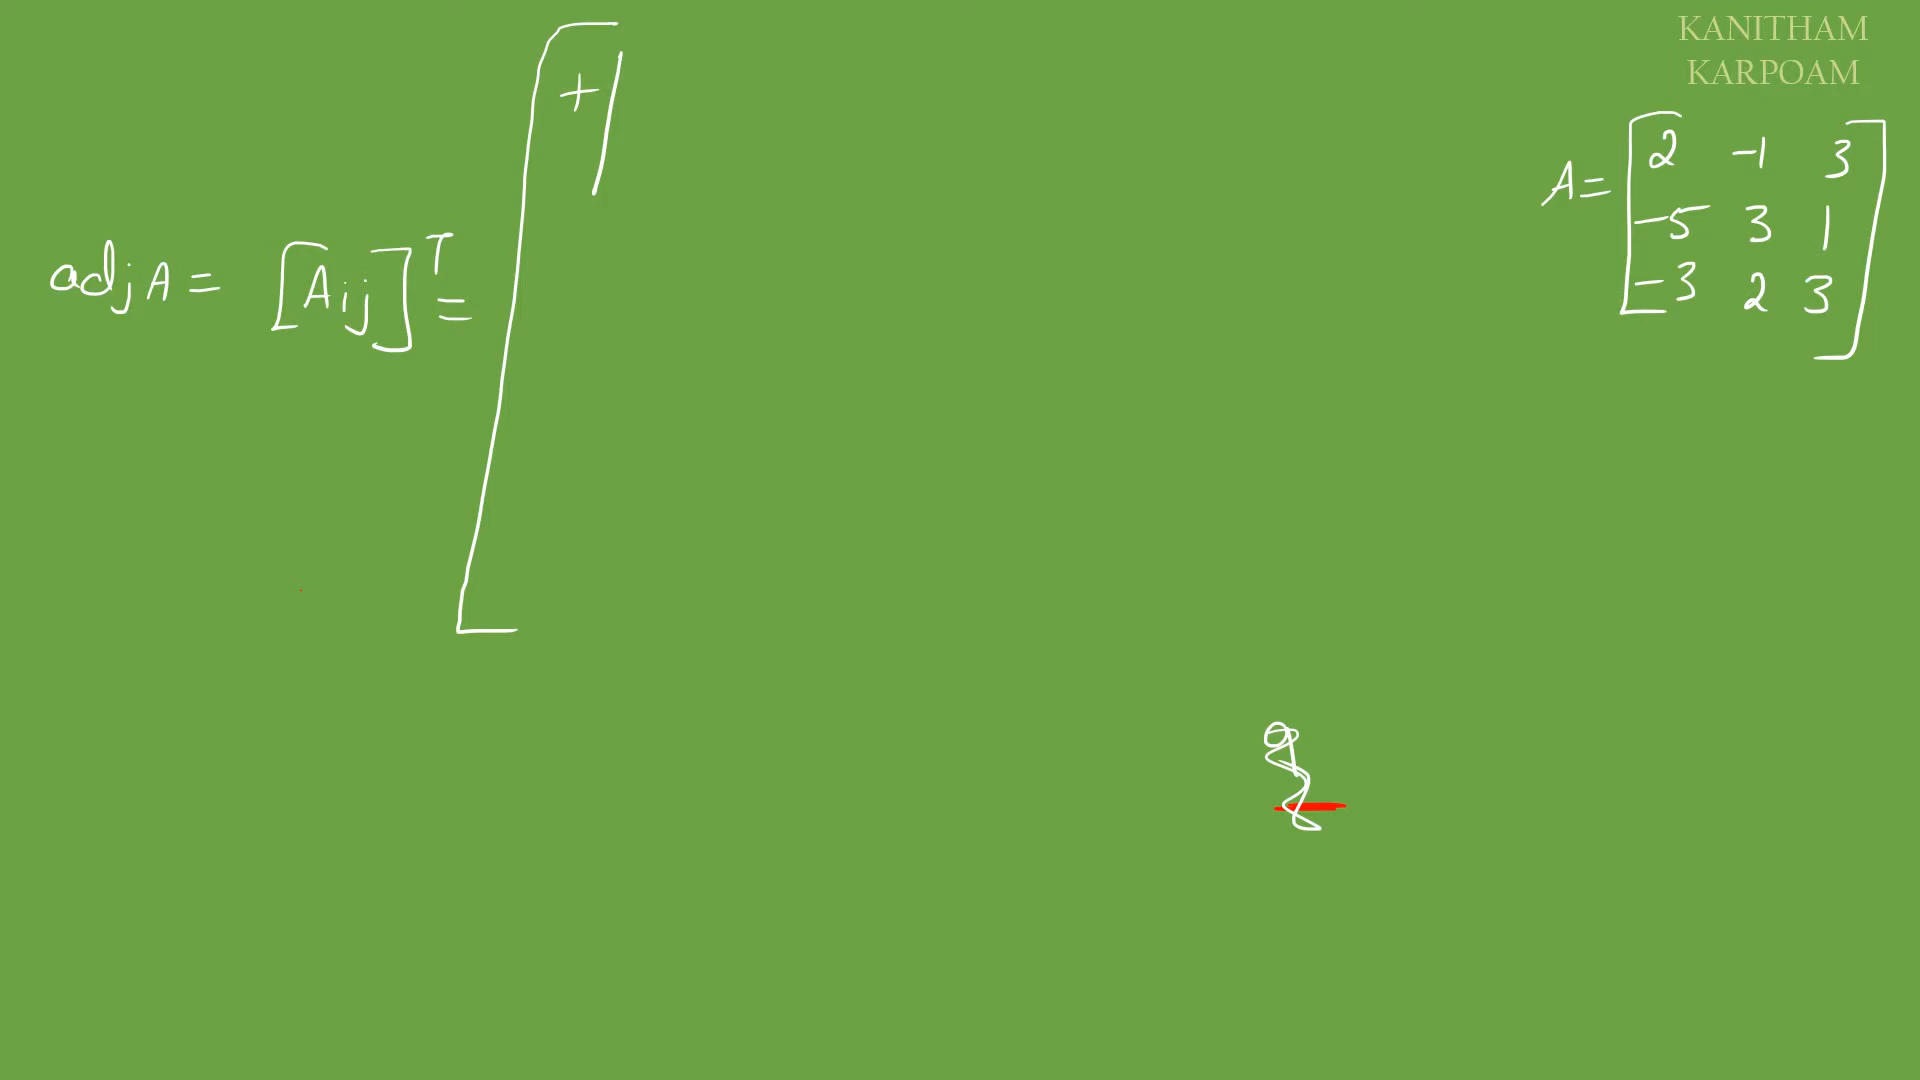 KANITHAM
KARPOAM
adj A = [Aij]^T = [ + |
A = [ 2 -1 3
-5 3 1
-3 2 3 ]